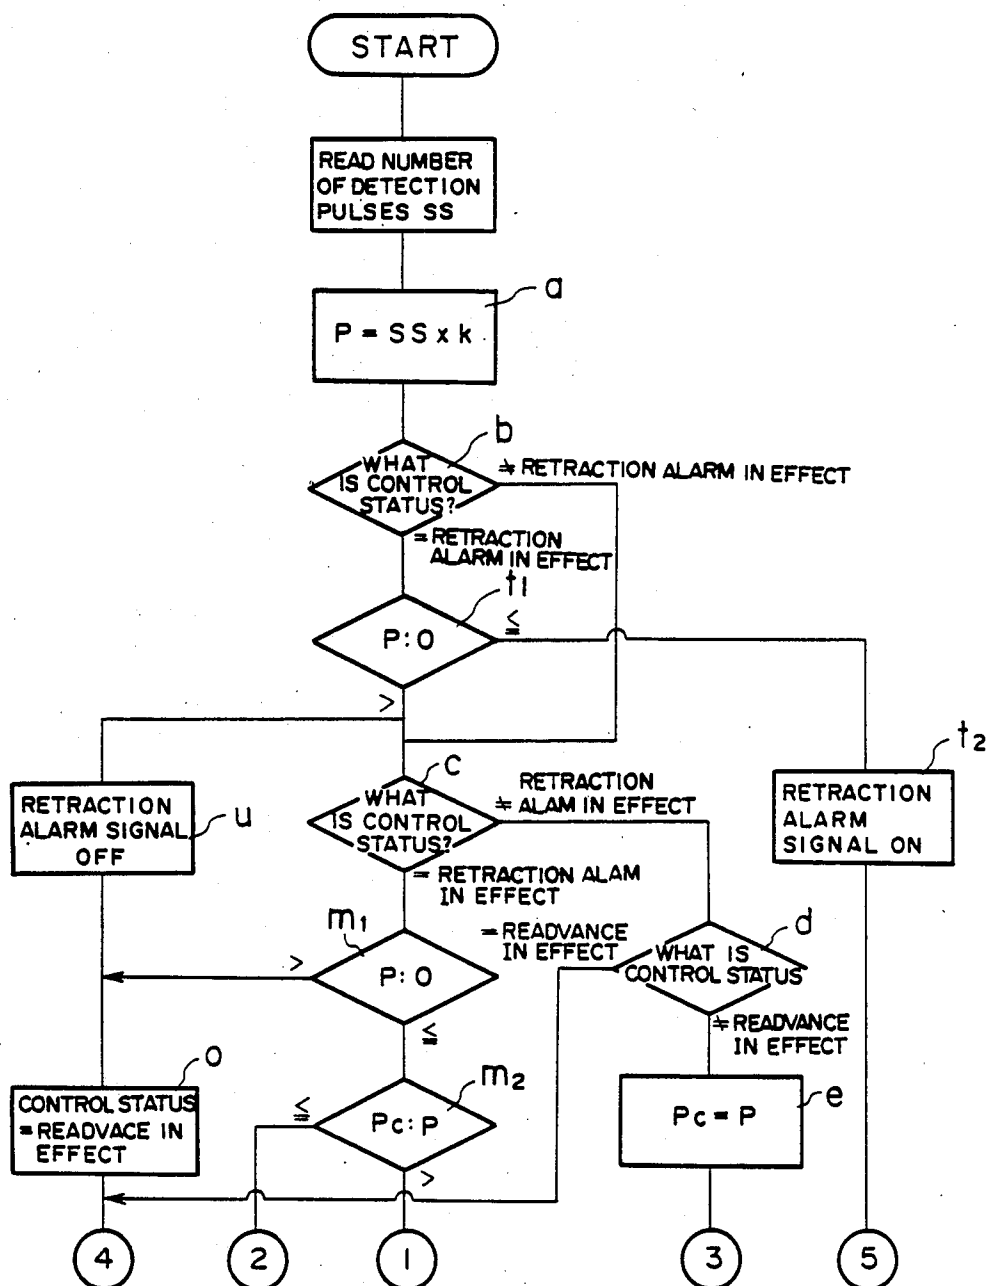 START
READ NUMBER
OF DETECTION
PULSES SS
a
P = SS x k
b
WHAT
IS CONTROL
STATUS?
≠ RETRACTION ALARM IN EFFECT
= RETRACTION
ALARM IN EFFECT
t1
P : O
≦
>
t2
RETRACTION
ALARM
SIGNAL ON
RETRACTION
ALARM SIGNAL
OFF
u
c
WHAT
IS CONTROL
STATUS?
RETRACTION
≠ ALAM IN EFFECT
= RETRACTION ALAM
IN EFFECT
m1
P : O
>
≦
= READVANCE
IN EFFECT
d
WHAT IS
CONTROL STATUS
≠ READVANCE
IN EFFECT
o
CONTROL STATUS
= READVACE IN
EFFECT
m2
Pc : P
≦
>
e
Pc = P
4
2
1
3
5